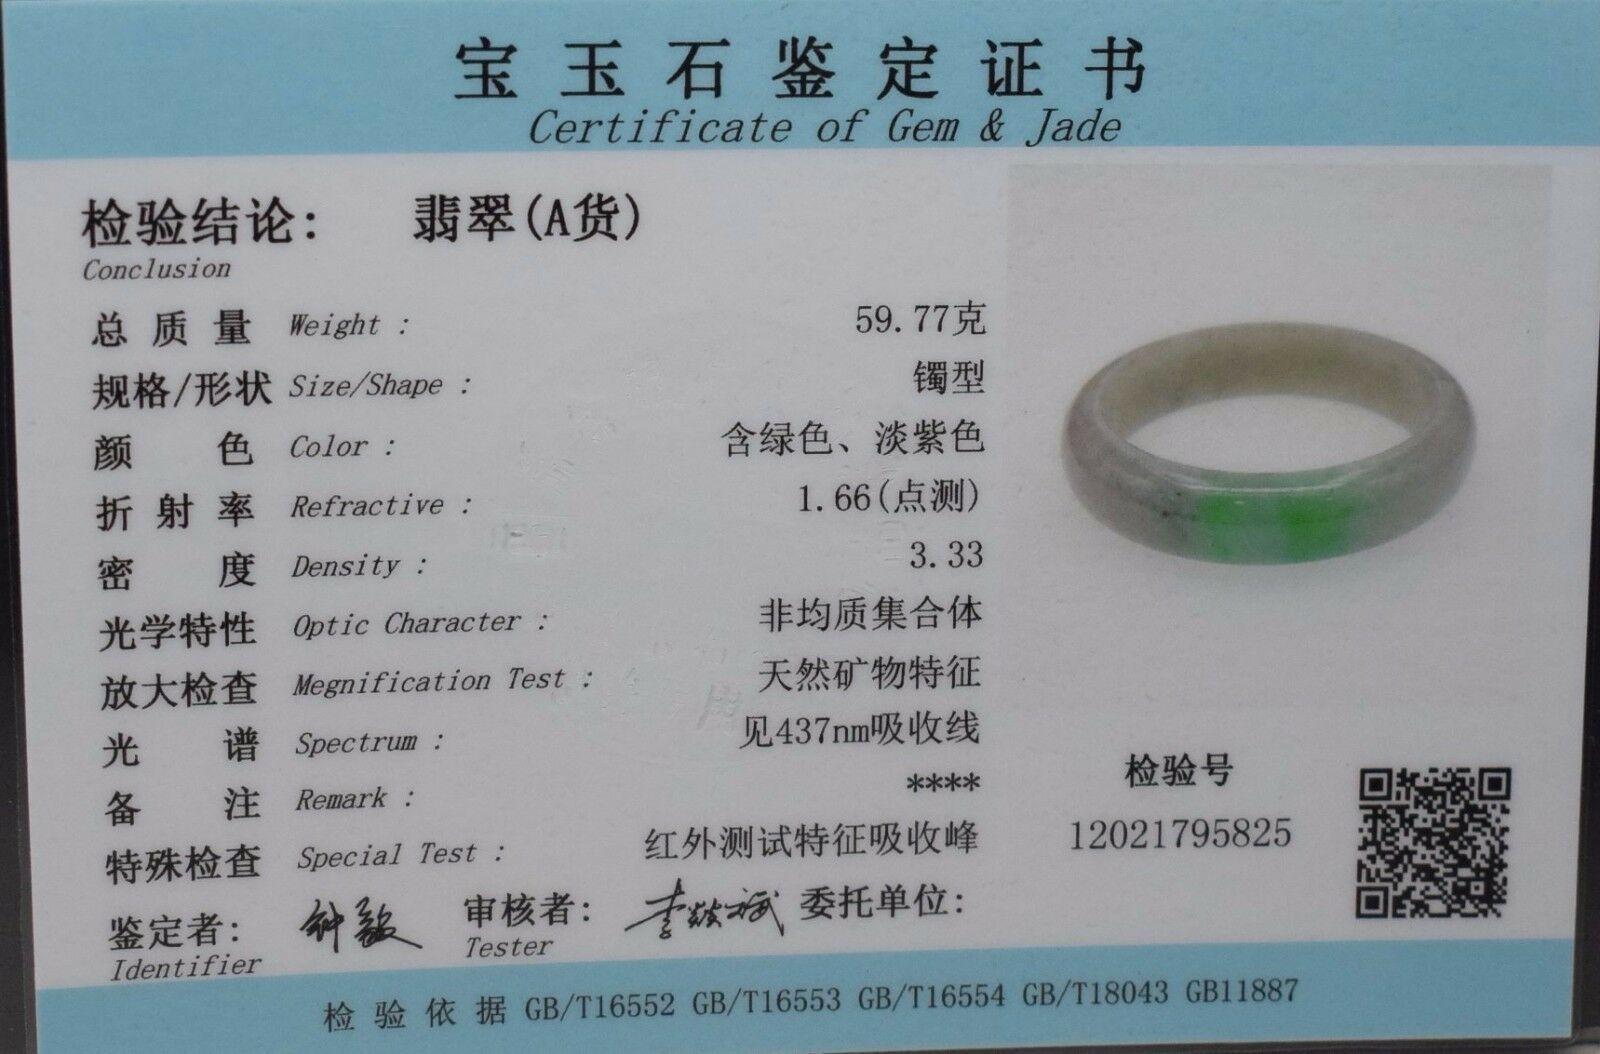 宝玉石鉴定证书
Certificate of Gem & Jade
检验结论: 翡翠(A货)
Conclusion
总质量 Weight : 59.77克
规格/形状 Size/Shape : 镯型
颜色 Color : 含绿色、淡紫色
折射率 Refractive : 1.66(点测)
密度 Density : 3.33
光学特性 Optic Character : 非均质集合体
放大检查 Megnification Test : 天然矿物特征
光谱 Spectrum : 见437nm吸收线
备注 Remark : ****
特殊检查 Special Test : 红外测试特征吸收峰
检验号
12021795825
鉴定者: 审核者: 委托单位:
Identifier Tester
检验依据 GB/T16552 GB/T16553 GB/T16554 GB/T18043 GB11887